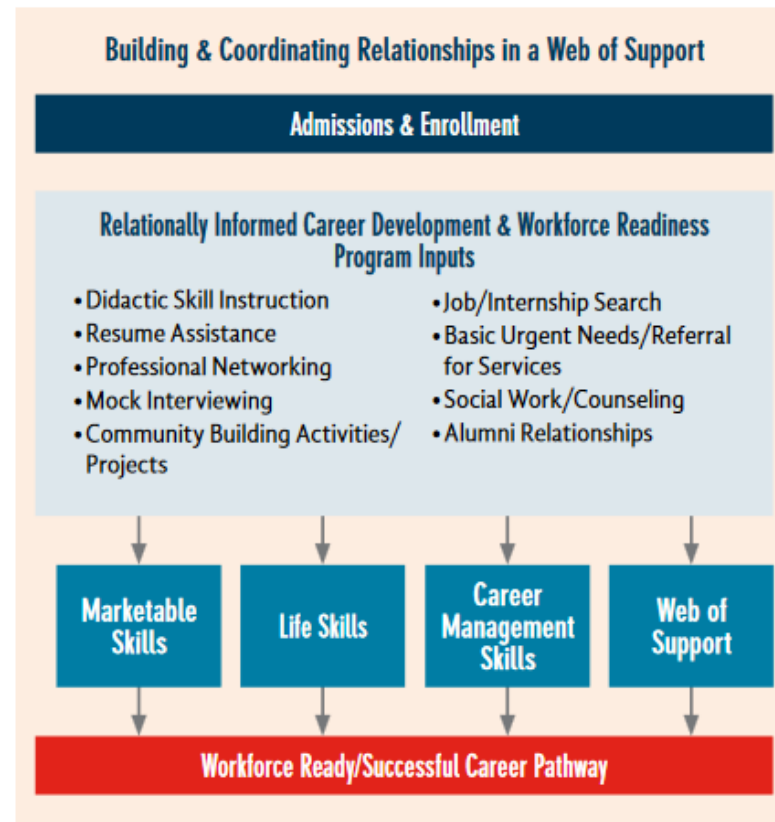 Building & Coordinating Relationships in a Web of Support
Admissions & Enrollment
Relationally Informed Career Development & Workforce Readiness
Program Inputs
• Didactic Skill Instruction
• Resume Assistance
• Professional Networking
• Mock Interviewing
• Community Building Activities/
Projects
• Job/Internship Search
• Basic Urgent Needs/Referral
for Services
• Social Work/Counseling
• Alumni Relationships
Marketable
Skills
Life Skills
Career
Management
Skills
Web of
Support
Workforce Ready/Successful Career Pathway